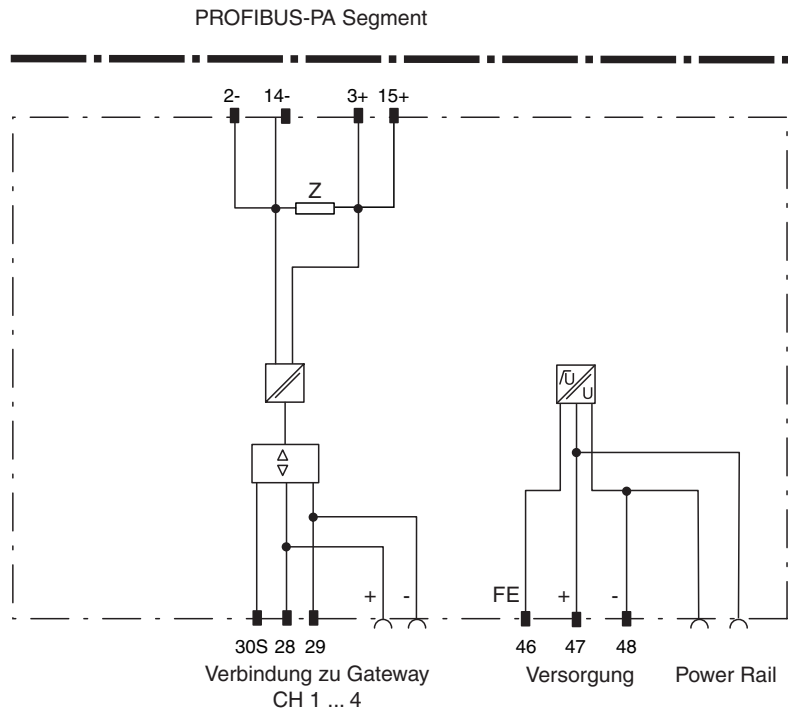 PROFIBUS-PA Segment
2- 14- 3+ 15+
Z
U
U
+ - FE + -
30S 28 29 46 47 48
Verbindung zu Gateway Versorgung Power Rail
CH 1 ... 4